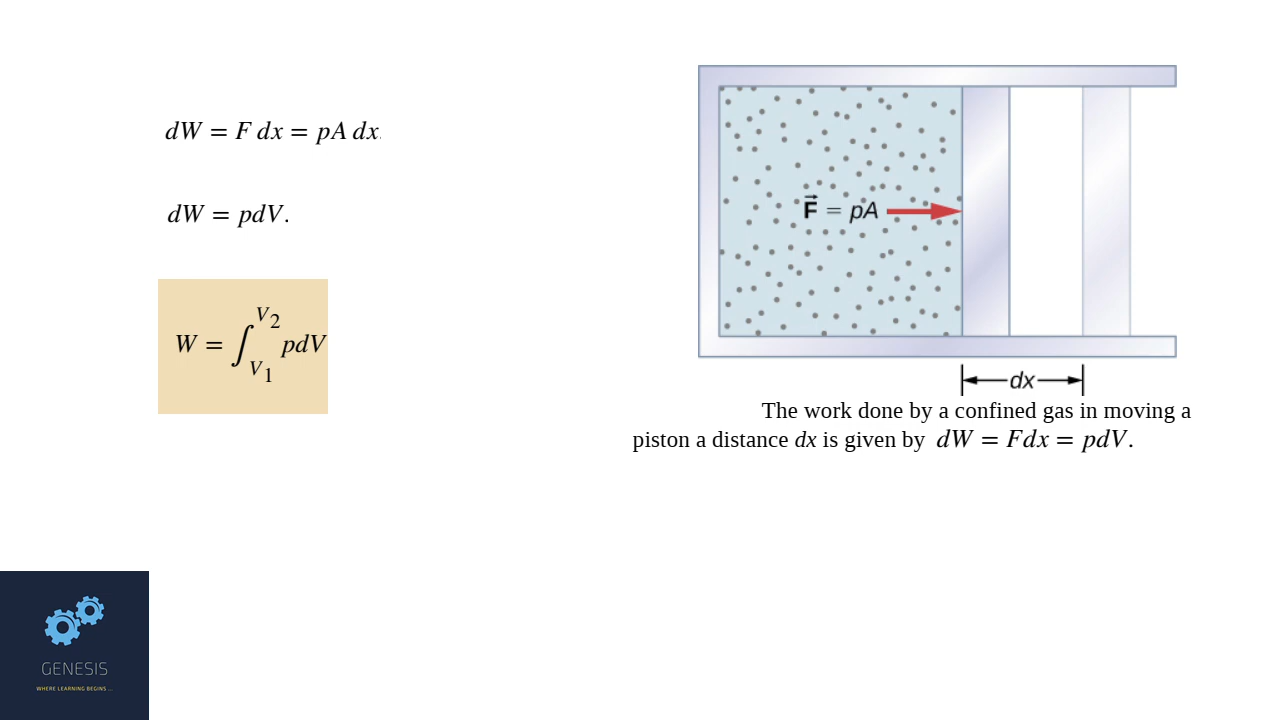 dW = F dx = pA dx.
dW = pdV.
W = ∫_{V₁}^{V₂} pdV
F⃗ = pA
dx
The work done by a confined gas in moving a
piston a distance dx is given by dW = Fdx = pdV.
GENESIS
WHERE LEARNING BEGINS ...